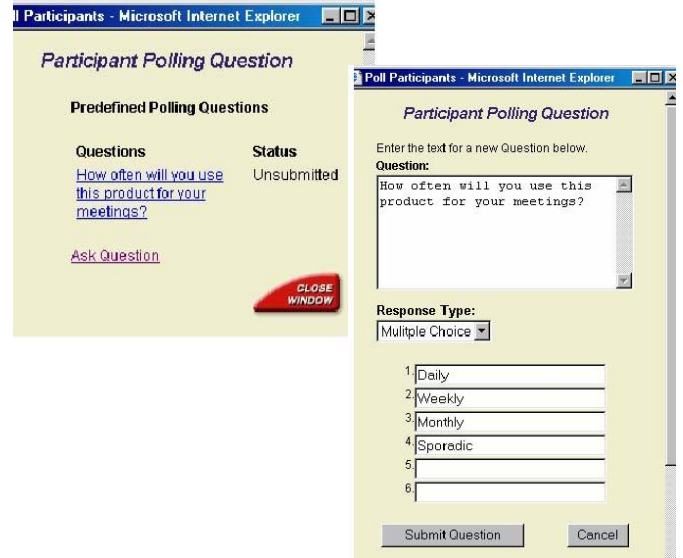 ll Participants - Microsoft Internet Explorer
Participant Polling Question
Predefined Polling Questions
Questions Status
How often will you use Unsubmitted
this product for your
meetings?
Ask Question
CLOSE
WINDOW
Poll Participants - Microsoft Internet Explorer
Participant Polling Question
Enter the text for a new Question below.
Question:
How often will you use this
product for your meetings?
Response Type:
Mulitple Choice
1. Daily
2. Weekly
3. Monthly
4. Sporadic
5.
6.
Submit Question Cancel